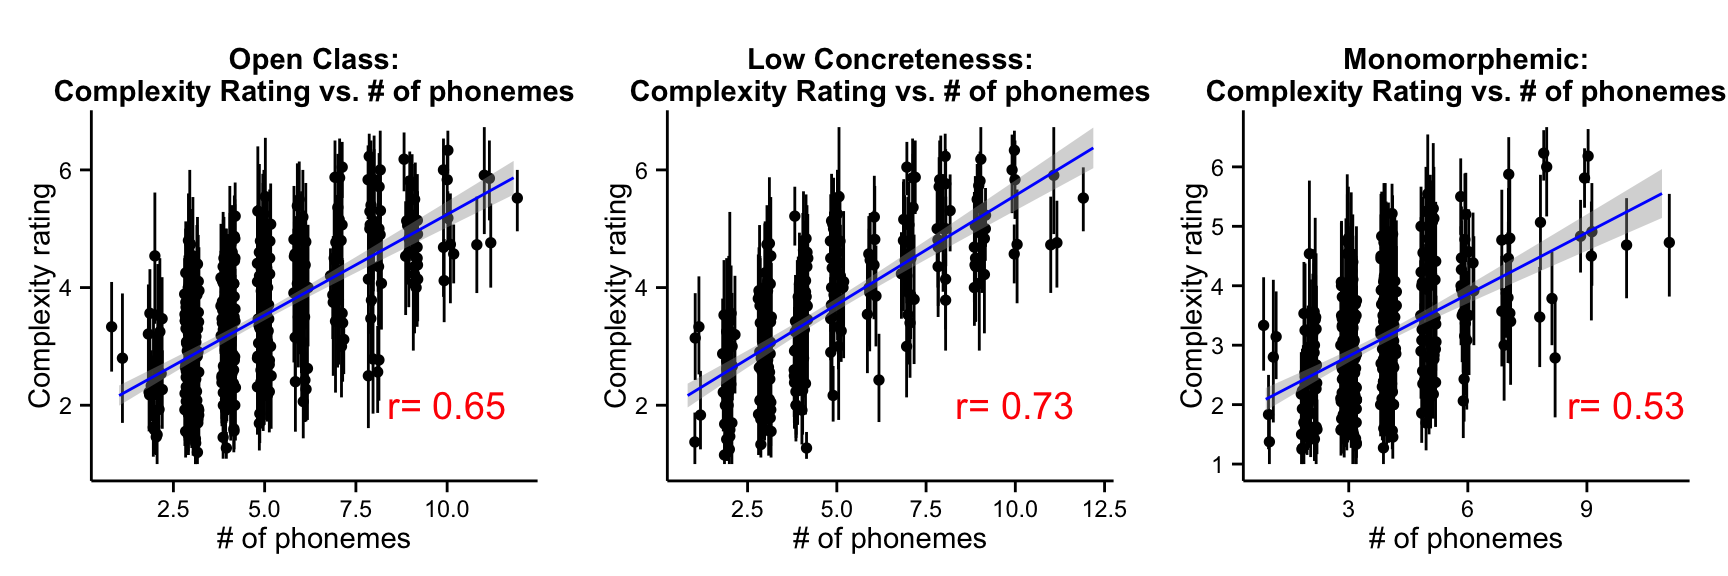 Open Class:
Complexity Rating vs. # of phonemes
Complexity rating
6
4
2
r= 0.65
2.5 5.0 7.5 10.0
# of phonemes
Low Concretenesss:
Complexity Rating vs. # of phonemes
Complexity rating
6
4
2
r= 0.73
2.5 5.0 7.5 10.0 12.5
# of phonemes
Monomorphemic:
Complexity Rating vs. # of phonemes
Complexity rating
6
5
4
3
2
1
r= 0.53
3 6 9
# of phonemes